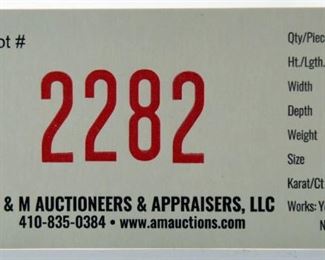 ot #
2282
& M AUCTIONEERS & APPRAISERS, LLC
410-835-0384 • www.amauctions.com
Qty/Piec
Ht./Lgth.
Width
Depth
Weight
Size
Karat/Ct
Works: Y
N